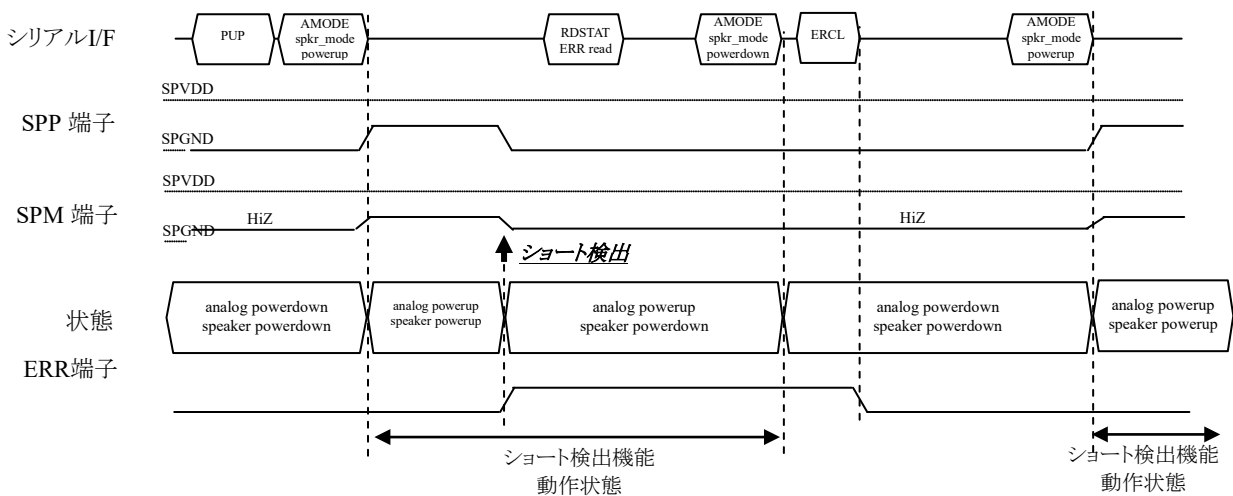 シリアルI/F
PUP
AMODE
spkr_mode
powerup
RDSTAT
ERR read
AMODE
spkr_mode
powerdown
ERCL
AMODE
spkr_mode
powerup
SPVDD
SPP 端子
SPGND
SPVDD
SPM 端子
HiZ
HiZ
SPGND
ショート検出
状態
analog powerdown
speaker powerdown
analog powerup
speaker powerup
analog powerup
speaker powerdown
analog powerdown
speaker powerdown
analog powerup
speaker powerup
ERR端子
ショート検出機能
動作状態
ショート検出機能
動作状態